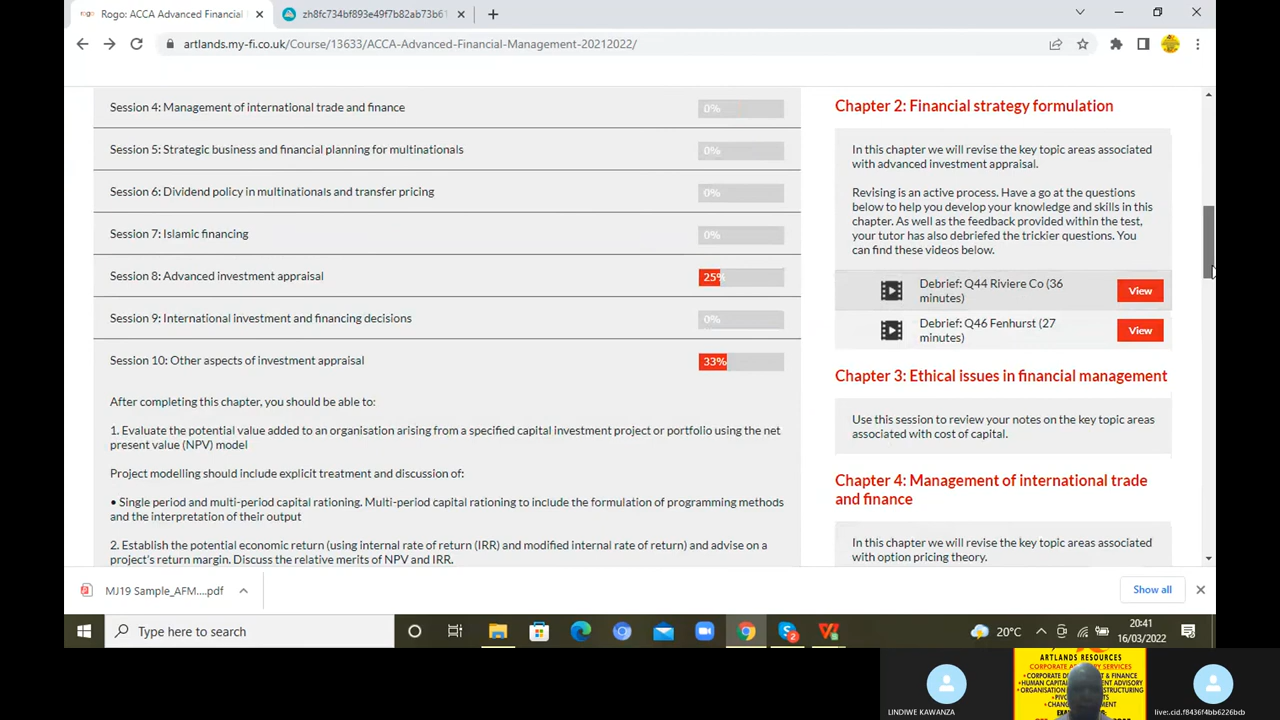 Rogo: ACCA Advanced Financial
zh8fc734bf893e49f7b82ab73b61
artlands.my-fi.co.uk/Course/13633/ACCA-Advanced-Financial-Management-20212022/
Session 4: Management of international trade and finance
0%
Session 5: Strategic business and financial planning for multinationals
0%
Session 6: Dividend policy in multinationals and transfer pricing
0%
Session 7: Islamic financing
0%
Session 8: Advanced investment appraisal
25%
Session 9: International investment and financing decisions
0%
Session 10: Other aspects of investment appraisal
33%
After completing this chapter, you should be able to:
1. Evaluate the potential value added to an organisation arising from a specified capital investment project or portfolio using the net
present value (NPV) model
Project modelling should include explicit treatment and discussion of:
• Single period and multi-period capital rationing. Multi-period capital rationing to include the formulation of programming methods
and the interpretation of their output
2. Establish the potential economic return (using internal rate of return (IRR) and modified internal rate of return) and advise on a
project's return margin. Discuss the relative merits of NPV and IRR.
Chapter 2: Financial strategy formulation
In this chapter we will revise the key topic areas associated
with advanced investment appraisal.
Revising is an active process. Have a go at the questions
below to help you develop your knowledge and skills in this
chapter. As well as the feedback provided within the test,
your tutor has also debriefed the trickier questions. You
can find these videos below.
Debrief: Q44 Riviere Co (36
minutes)
View
Debrief: Q46 Fenhurst (27
minutes)
View
Chapter 3: Ethical issues in financial management
Use this session to review your notes on the key topic areas
associated with cost of capital.
Chapter 4: Management of international trade
and finance
In this chapter we will revise the key topic areas associated
with option pricing theory.
MJ19 Sample_AFM....pdf
Show all
Type here to search
20°C
20:41
16/03/2022
ARTLANDS RESOURCES
LINDIWE KAWANZA
live:.cid.f8436f4bb6226bcb